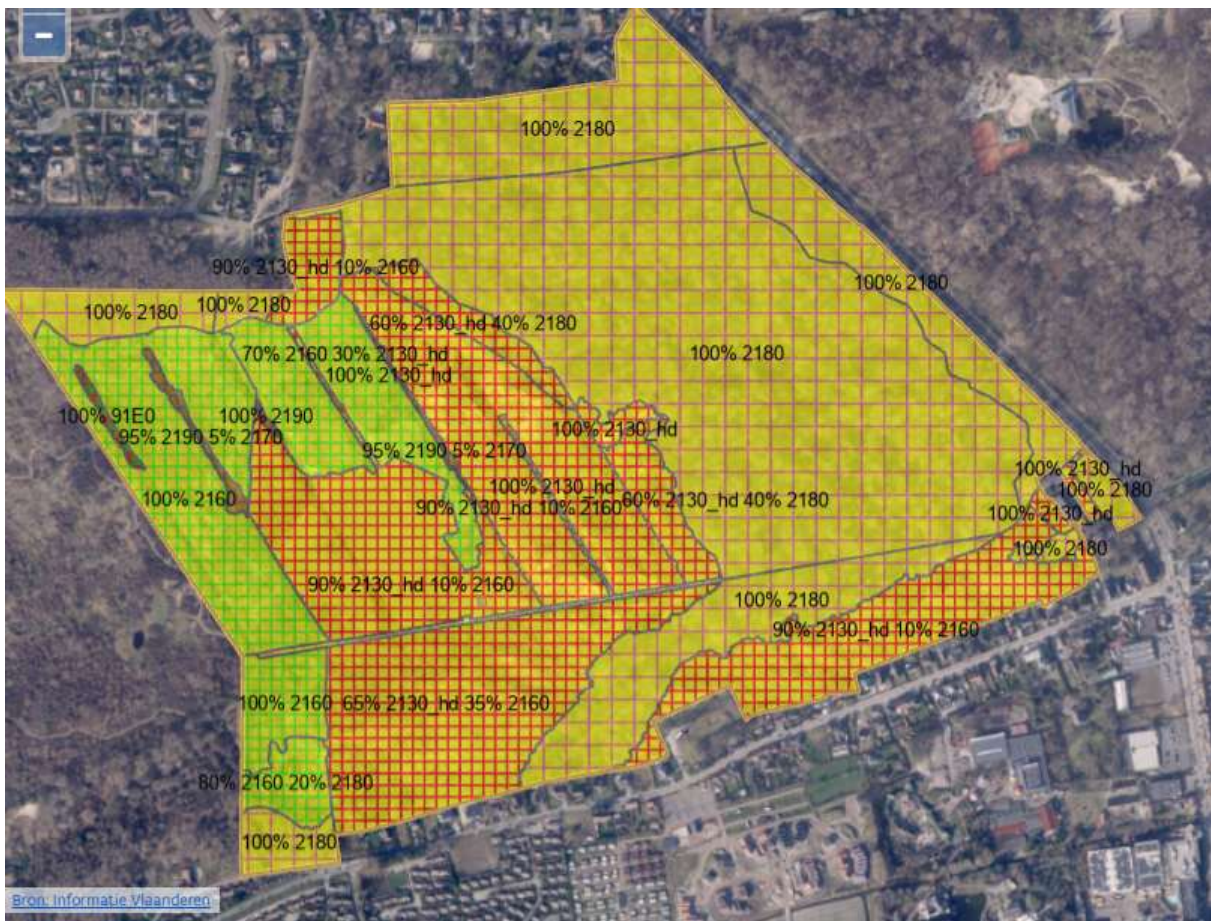 100% 2180
100% 2180
90% 2130_hd 10% 2160
100% 2180
100% 2180
60% 2130_hd 40% 2180
70% 2160 30% 2130_hd
100% 2180
100% 2130_hd
100% 91E0
100% 2190
95% 2190 5% 2170
100% 2130_hd
95% 2190 5% 2170
100% 2130_hd
100% 2130_hd
100% 2180
100% 2160
60% 2130_hd 40% 2180
90% 2130_hd 10% 2160
100% 2130_hd
100% 2180
90% 2130_hd 10% 2160
100% 2180
90% 2130_hd 10% 2160
100% 2160
65% 2130_hd 35% 2160
80% 2160 20% 2180
100% 2180
Bron: Informatie Vlaanderen